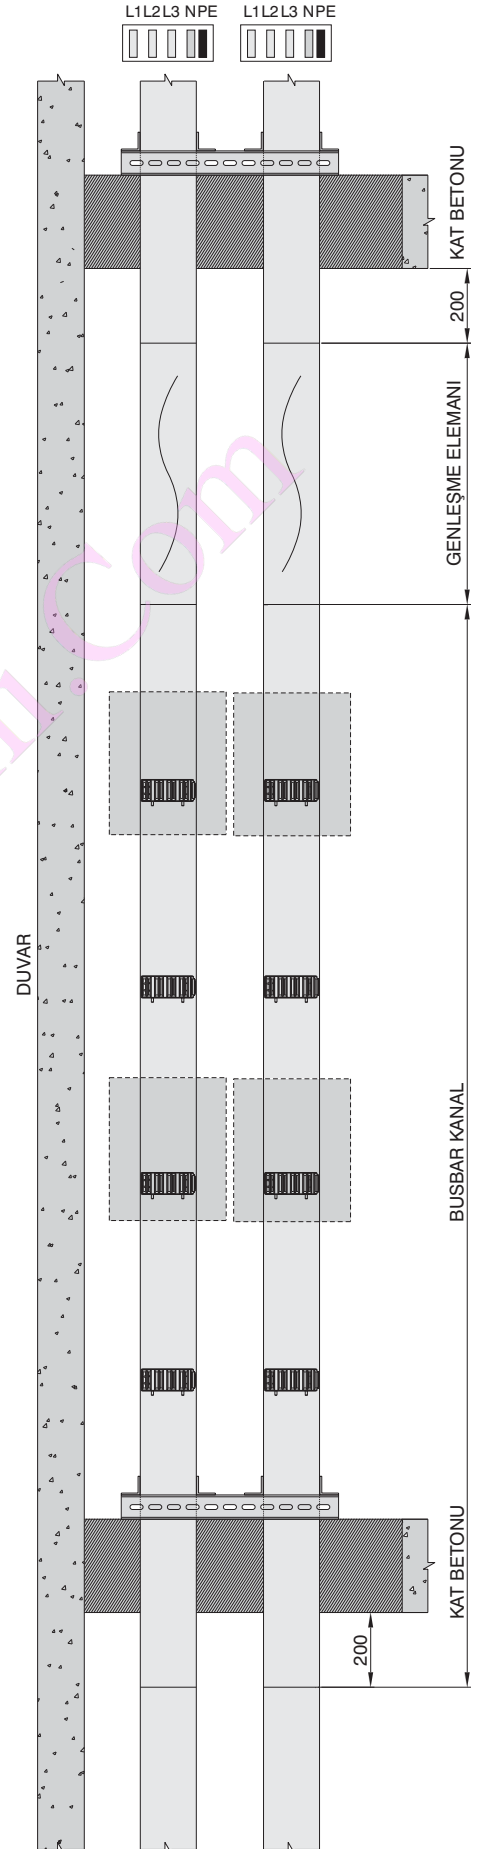 L1L2L3 NPE L1L2L3 NPE
KAT BETONU
200
GENLEŞME ELEMANI
DUVAR
BUSBAR KANAL
KAT BETONU
200